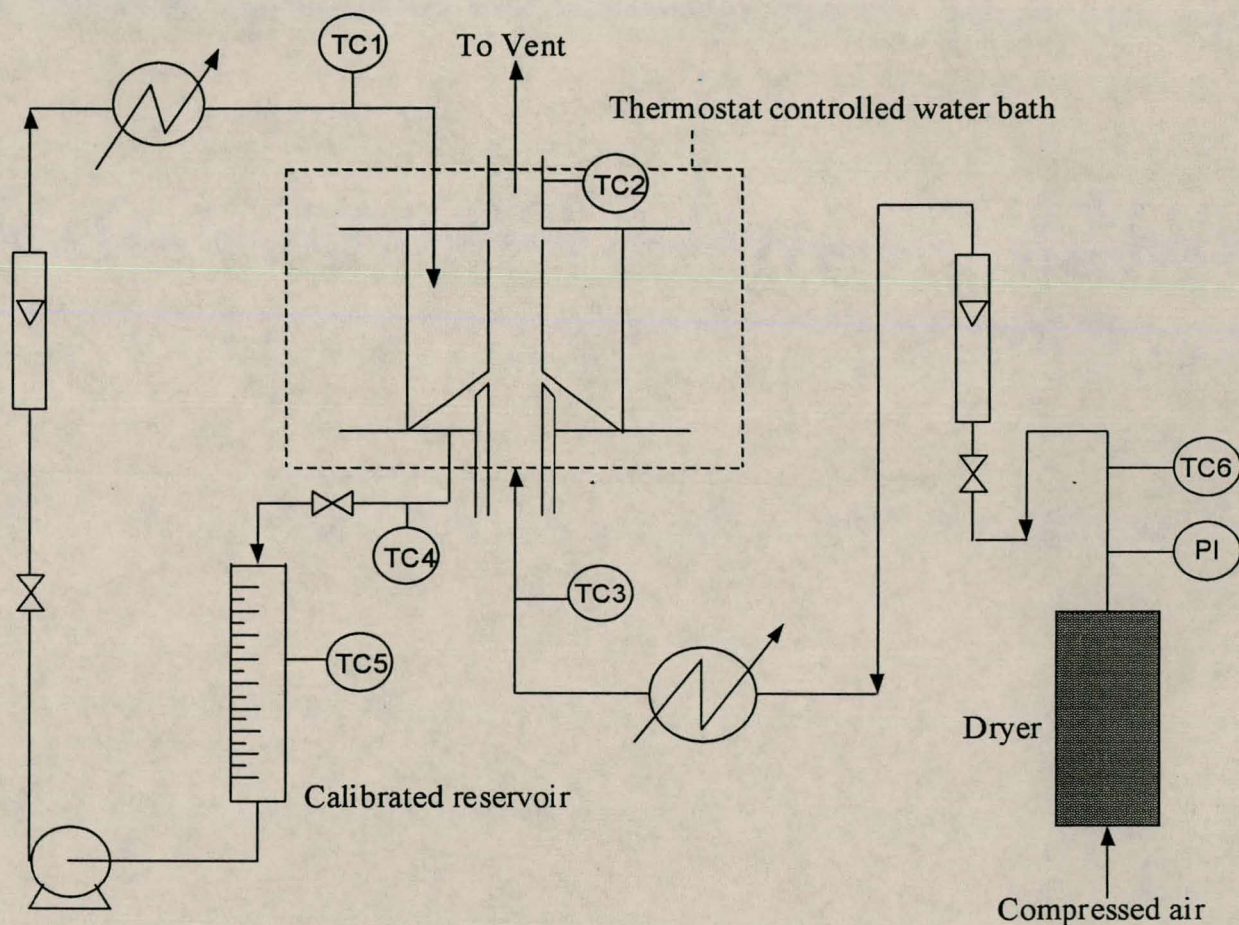 TC1
To Vent
Thermostat controlled water bath
TC2
TC6
PI
TC4
TC3
TC5
Dryer
Calibrated reservoir
Compressed air